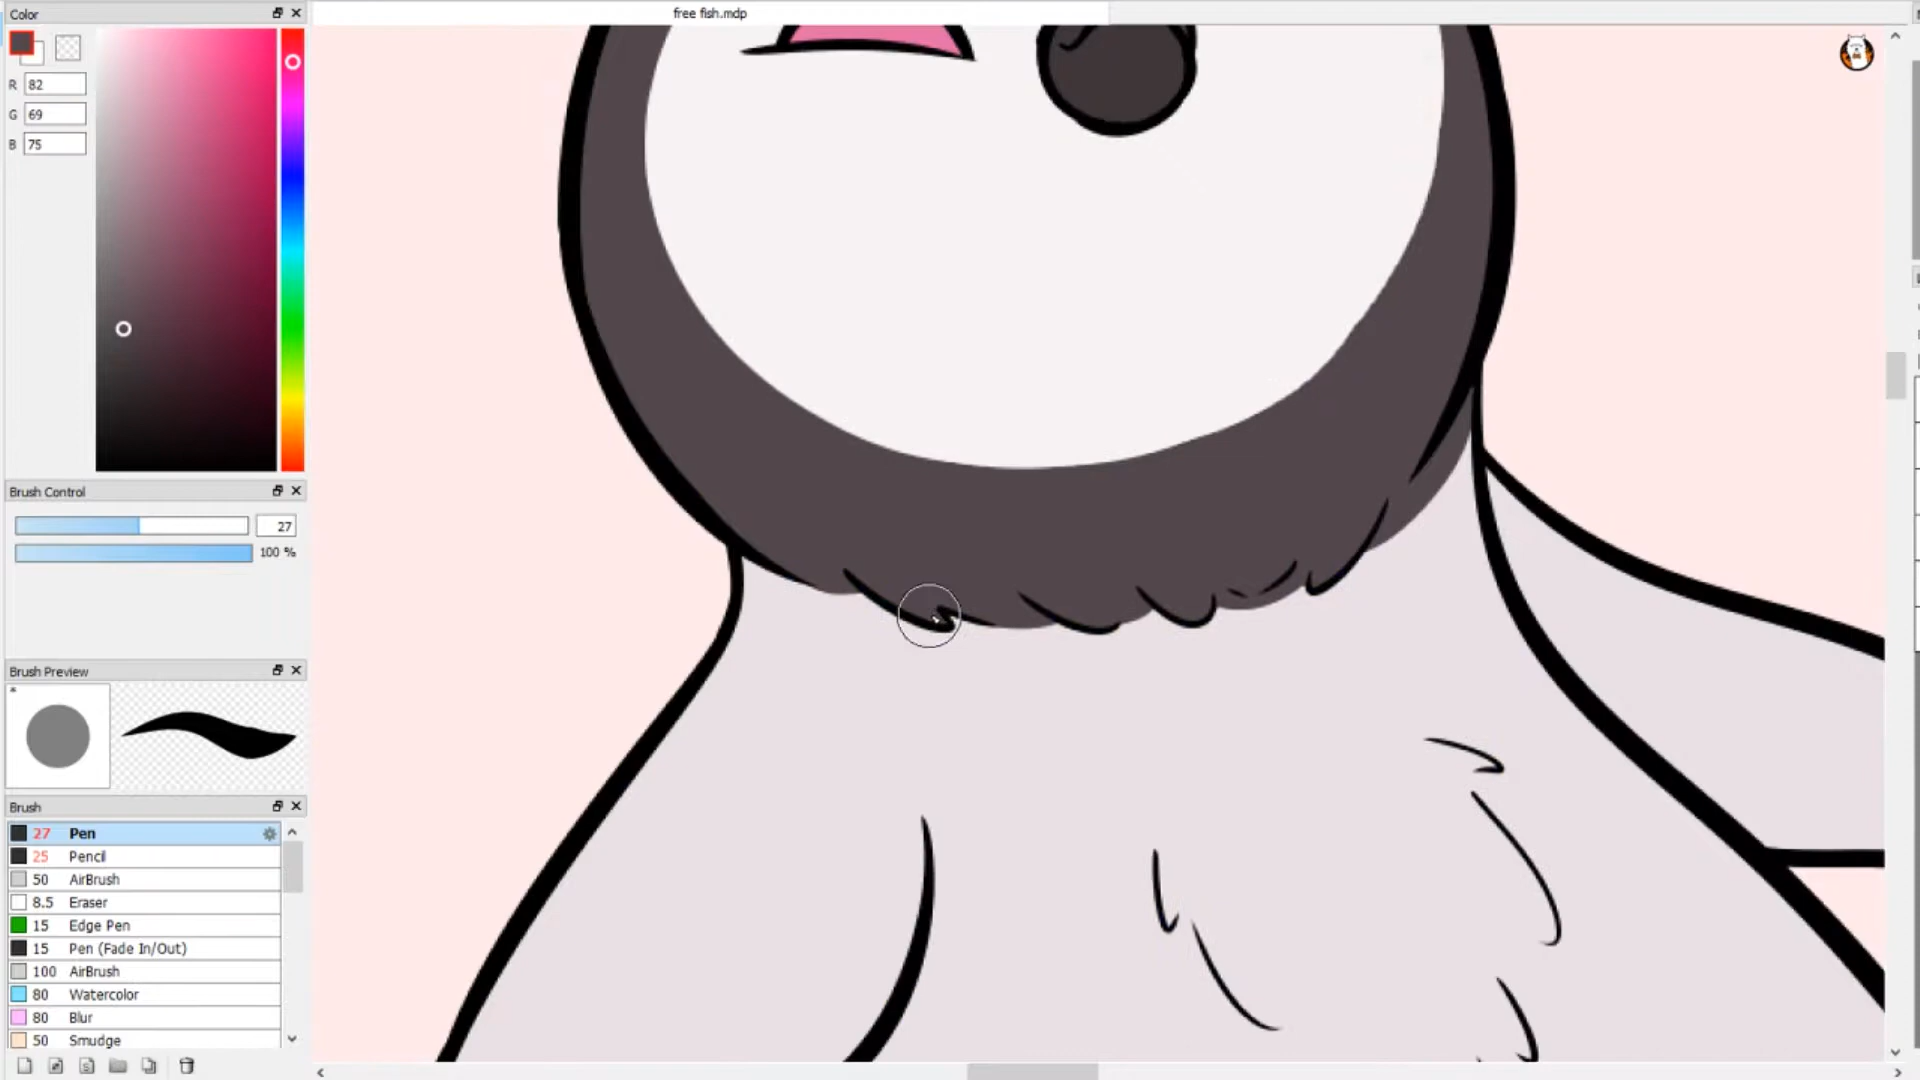 Color
free fish.mdp
R 82
G 69
B 75
Brush Control
27
100 %
Brush Preview
*
Brush
27 Pen
25 Pencil
50 AirBrush
8.5 Eraser
15 Edge Pen
15 Pen (Fade In/Out)
100 AirBrush
80 Watercolor
80 Blur
50 Smudge